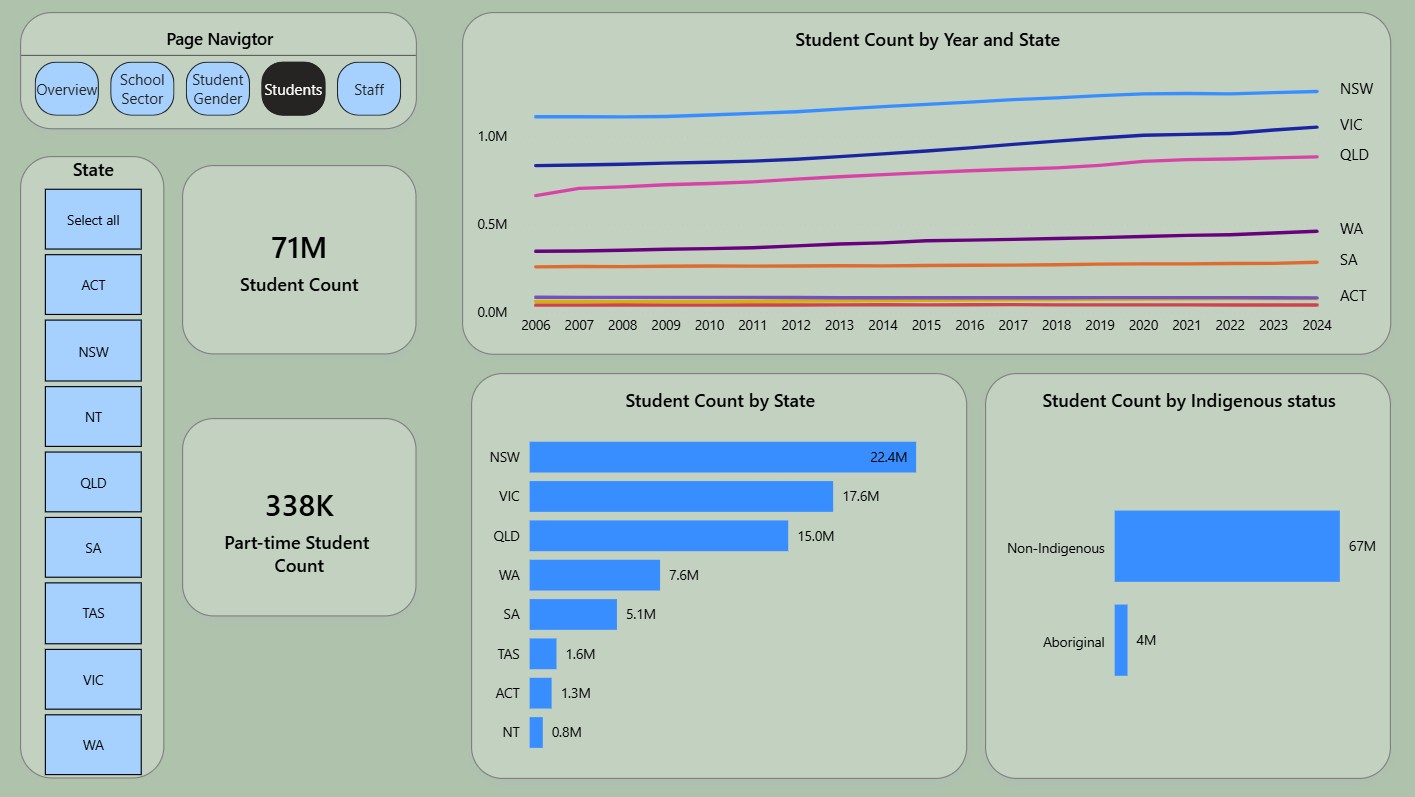 Page Navigtor
Overview
School
Sector
Student
Gender
Students
Staff
State
Select all
ACT
NSW
NT
QLD
SA
TAS
VIC
WA
71M
Student Count
338K
Part-time Student
Count
Student Count by Year and State
1.0M
0.5M
0.0M
NSW
VIC
QLD
WA
SA
ACT
2006 2007 2008 2009 2010 2011 2012 2013 2014 2015 2016 2017 2018 2019 2020 2021 2022 2023 2024
Student Count by State
NSW 22.4M
VIC 17.6M
QLD 15.0M
WA 7.6M
SA 5.1M
TAS 1.6M
ACT 1.3M
NT 0.8M
Student Count by Indigenous status
Non-Indigenous 67M
Aboriginal 4M